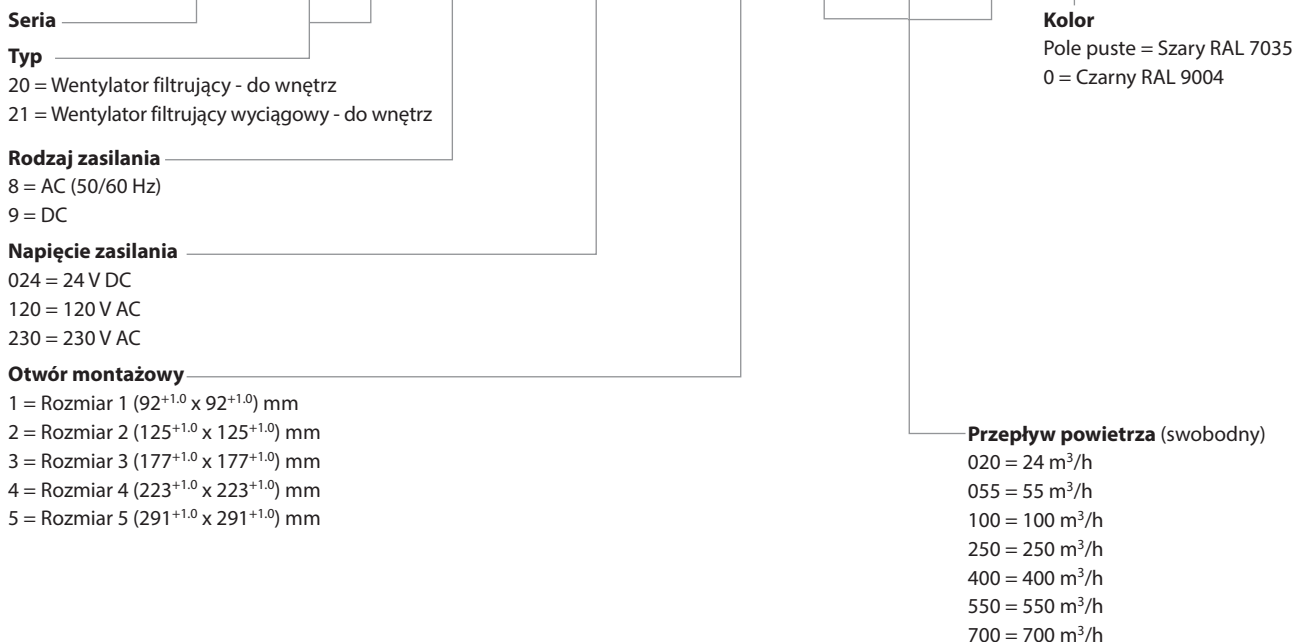 Seria
Typ
20 = Wentylator filtrujący - do wnętrz
21 = Wentylator filtrujący wyciągowy - do wnętrz
Rodzaj zasilania
8 = AC (50/60 Hz)
9 = DC
Napięcie zasilania
024 = 24 V DC
120 = 120 V AC
230 = 230 V AC
Otwór montażowy
1 = Rozmiar 1 (92+1.0 x 92+1.0) mm
2 = Rozmiar 2 (125+1.0 x 125+1.0) mm
3 = Rozmiar 3 (177+1.0 x 177+1.0) mm
4 = Rozmiar 4 (223+1.0 x 223+1.0) mm
5 = Rozmiar 5 (291+1.0 x 291+1.0) mm
Kolor
Pole puste = Szary RAL 7035
0 = Czarny RAL 9004
Przepływ powietrza (swobodny)
020 = 24 m³/h
055 = 55 m³/h
100 = 100 m³/h
250 = 250 m³/h
400 = 400 m³/h
550 = 550 m³/h
700 = 700 m³/h